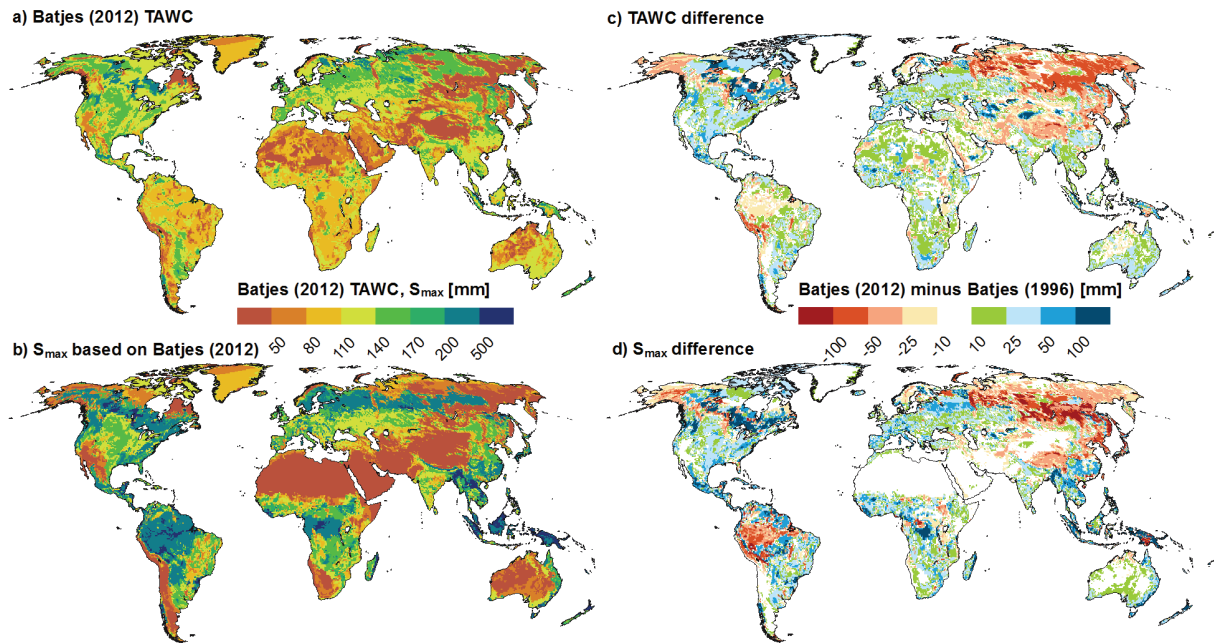 a) Batjes (2012) TAWC
c) TAWC difference
Batjes (2012) TAWC, Smax [mm]
50 80 110 140 170 200 500
Batjes (2012) minus Batjes (1996) [mm]
-100 -50 -25 -10 10 25 50 100
b) Smax based on Batjes (2012)
d) Smax difference